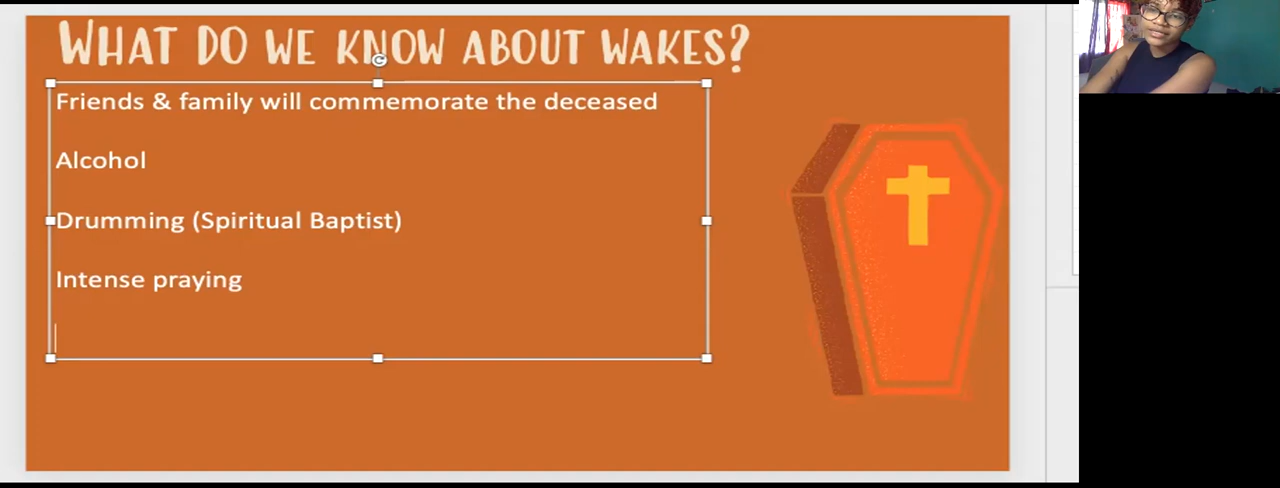 WHAT DO WE KNOW ABOUT WAKES?
Friends & family will commemorate the deceased
Alcohol
Drumming (Spiritual Baptist)
Intense praying